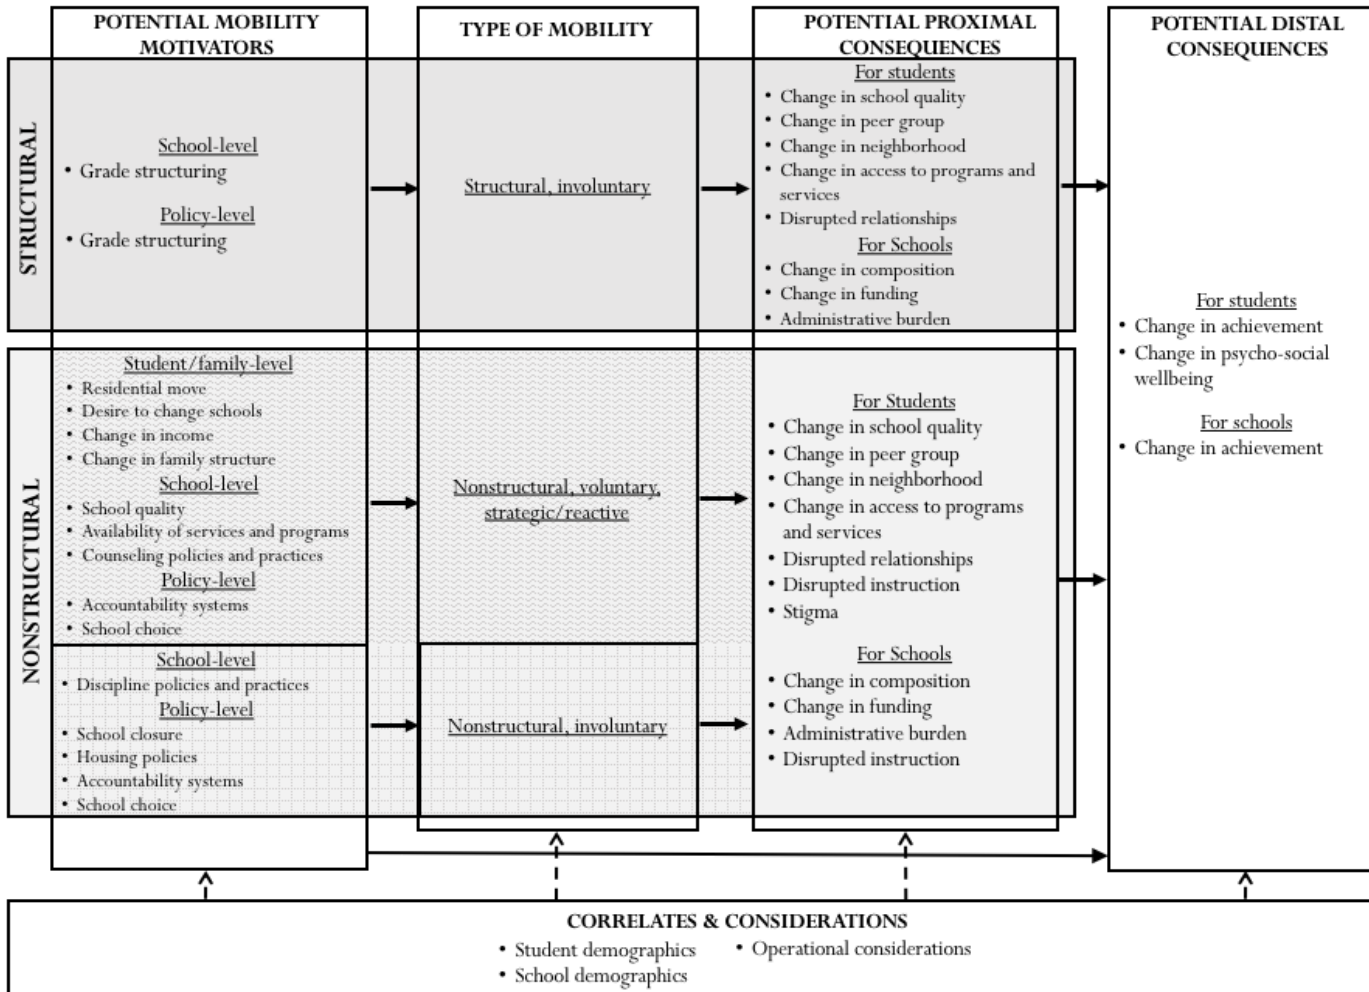 POTENTIAL MOBILITY
MOTIVATORS
TYPE OF MOBILITY
POTENTIAL PROXIMAL
CONSEQUENCES
POTENTIAL DISTAL
CONSEQUENCES
STRUCTURAL
School-level
• Grade structuring
Policy-level
• Grade structuring
Structural, involuntary
For students
• Change in school quality
• Change in peer group
• Change in neighborhood
• Change in access to programs and
services
• Disrupted relationships
For Schools
• Change in composition
• Change in funding
• Administrative burden
NONSTRUCTURAL
Student/family-level
• Residential move
• Desire to change schools
• Change in income
• Change in family structure
School-level
• School quality
• Availability of services and programs
• Counseling policies and practices
Policy-level
• Accountability systems
• School choice
Nonstructural, voluntary,
strategic/reactive
School-level
• Discipline policies and practices
Policy-level
• School closure
• Housing policies
• Accountability systems
• School choice
Nonstructural, involuntary
For Students
• Change in school quality
• Change in peer group
• Change in neighborhood
• Change in access to programs
and services
• Disrupted relationships
• Disrupted instruction
• Stigma
For Schools
• Change in composition
• Change in funding
• Administrative burden
• Disrupted instruction
For students
• Change in achievement
• Change in psycho-social
wellbeing
For schools
• Change in achievement
CORRELATES & CONSIDERATIONS
• Student demographics
• School demographics
• Operational considerations